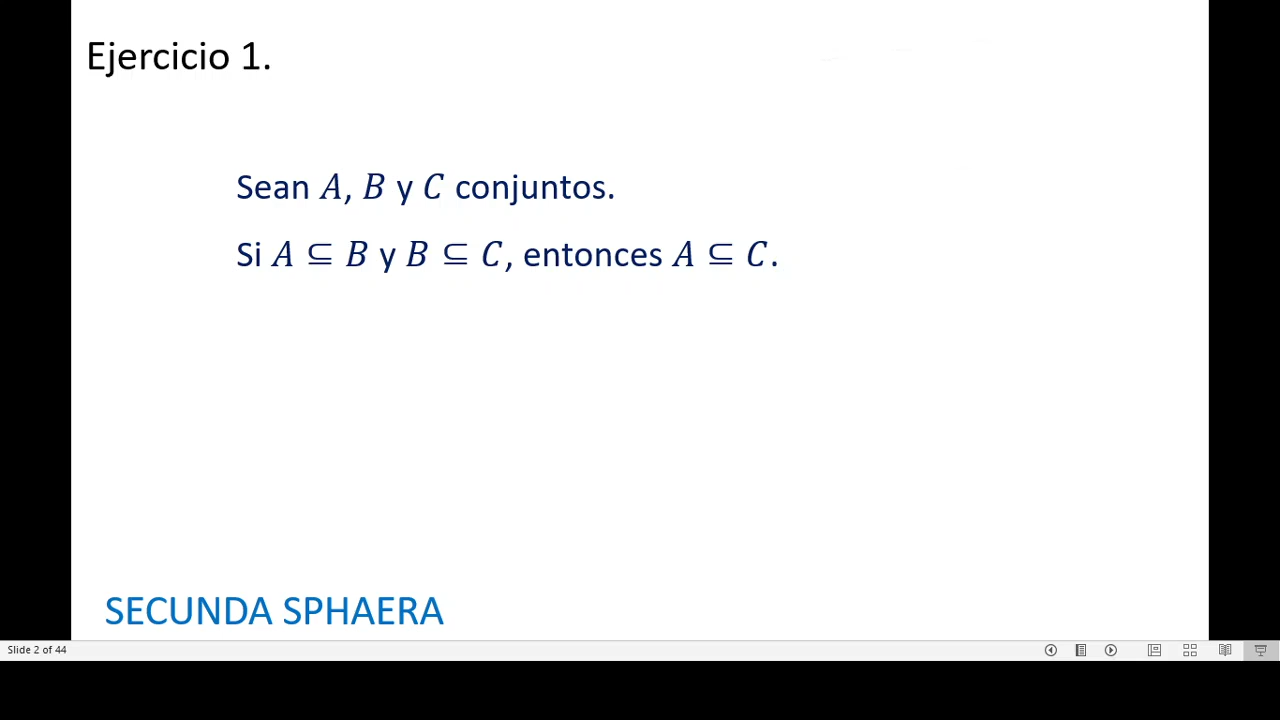 Ejercicio 1.
Sean A, B y C conjuntos.
Si A ⊆ B y B ⊆ C, entonces A ⊆ C.
SECUNDA SPHAERA
Slide 2 of 44